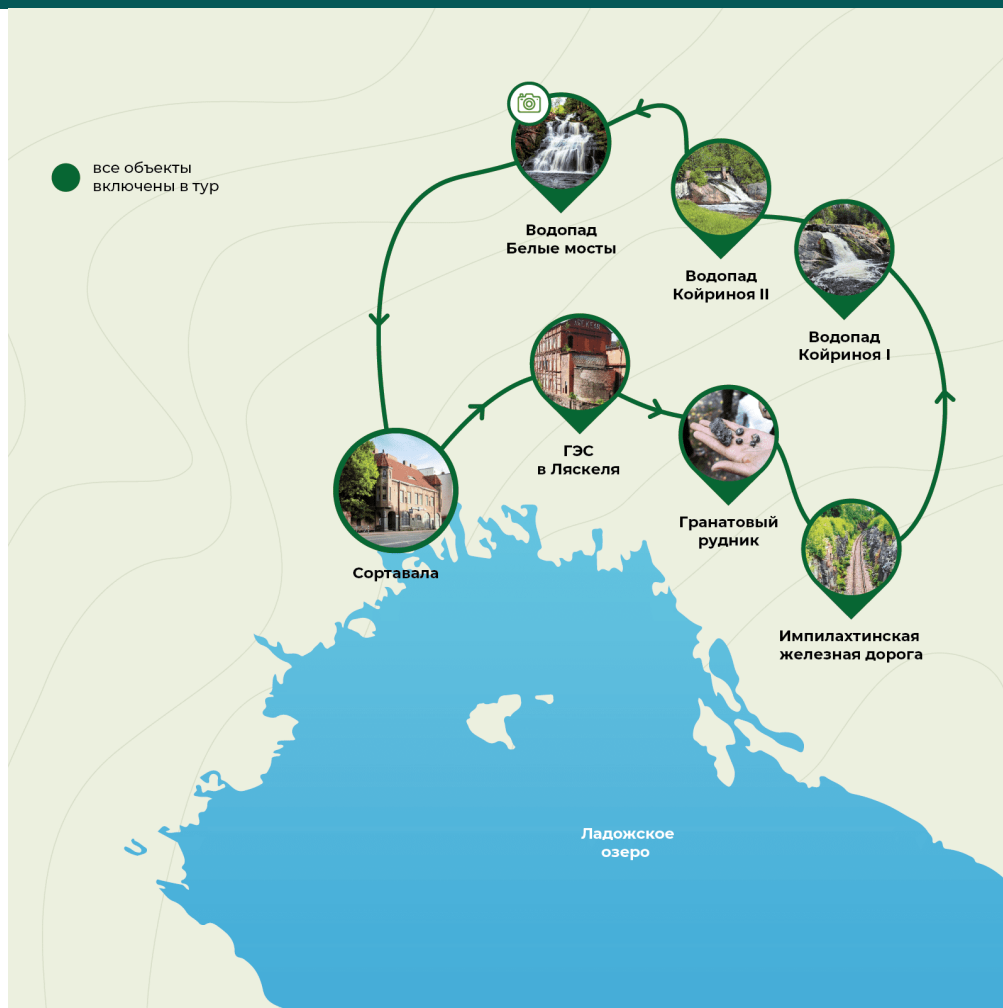 все объекты
включены в тур
Водопад
Белые мосты
Водопад
Койриноя II
Водопад
Койриноя I
ГЭС
в Ляскеля
Гранатовый
рудник
Сортавала
Импилахтинская
железная дорога
Ладожское
озеро